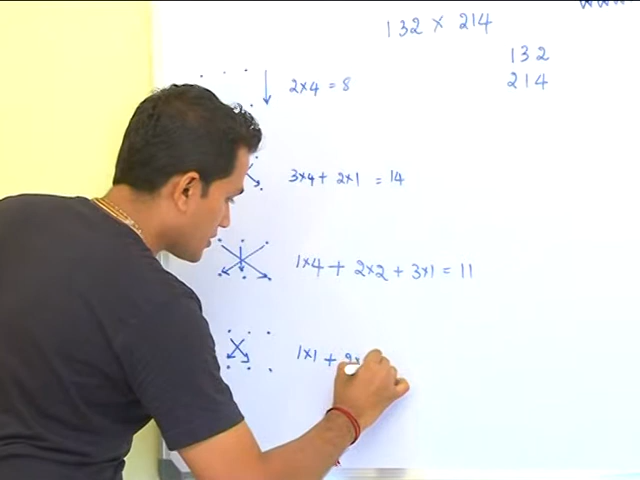 132 × 214
132
214
2×4 = 8
3×4 + 2×1 = 14
1×4 + 2×2 + 3×1 = 11
1×1 +